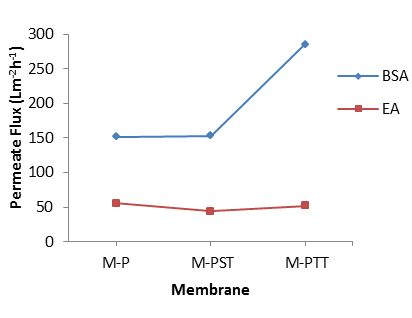 300
250
200
150
100
50
0
Permeate Flux (Lm⁻²h⁻¹)
M-P M-PST M-PTT
Membrane
BSA
EA